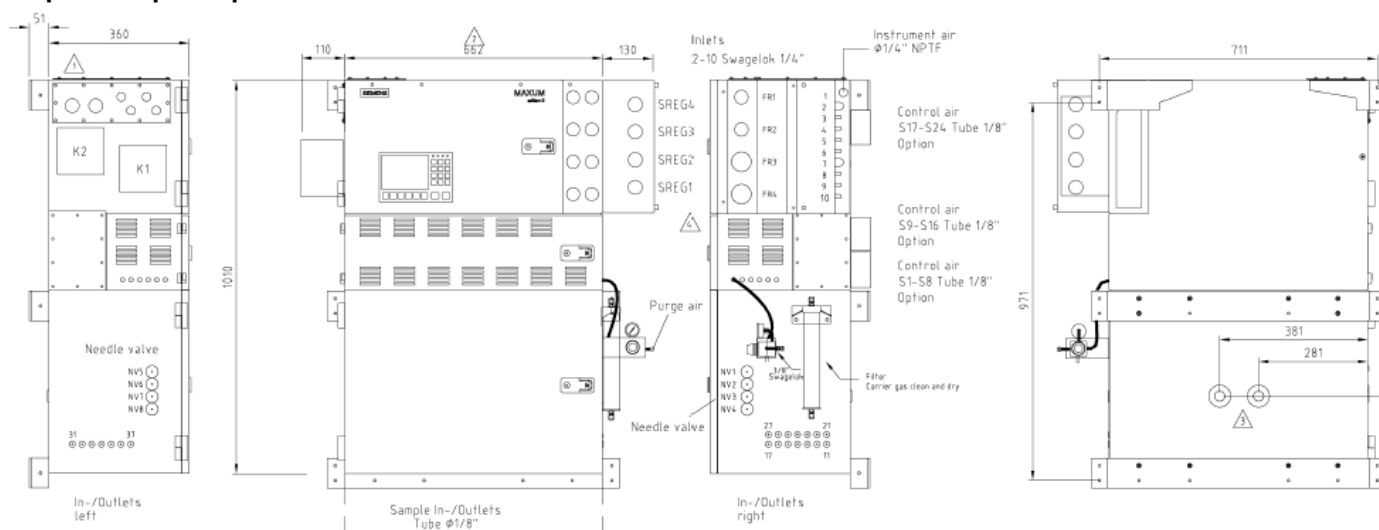 51
360
110
2
662
130
Inlets
2-10 Swagelok 1/4"
Instrument air
Ø1/4" NPTF
711
1
SIEMENS
MAXUM
edition II
K2
K1
SREG4
SREG3
SREG2
SREG1
FR1
FR2
FR3
FR4
1
2
3
4
5
6
7
8
9
10
Control air
S17-S24 Tube 1/8"
Option
4
Control air
S9-S16 Tube 1/8"
Option
Control air
S1-S8 Tube 1/8"
Option
1010
971
Purge air
381
281
Needle valve
NV5
NV6
NV7
NV8
NV1
NV2
NV3
NV4
3/8"
Swagelok
Filter
Carrier gas clean and dry
3
Needle valve
31
37
27
21
17
11
In-/Outlets
left
Sample In-/Outlets
Tube Ø1/8"
In-/Outlets
right